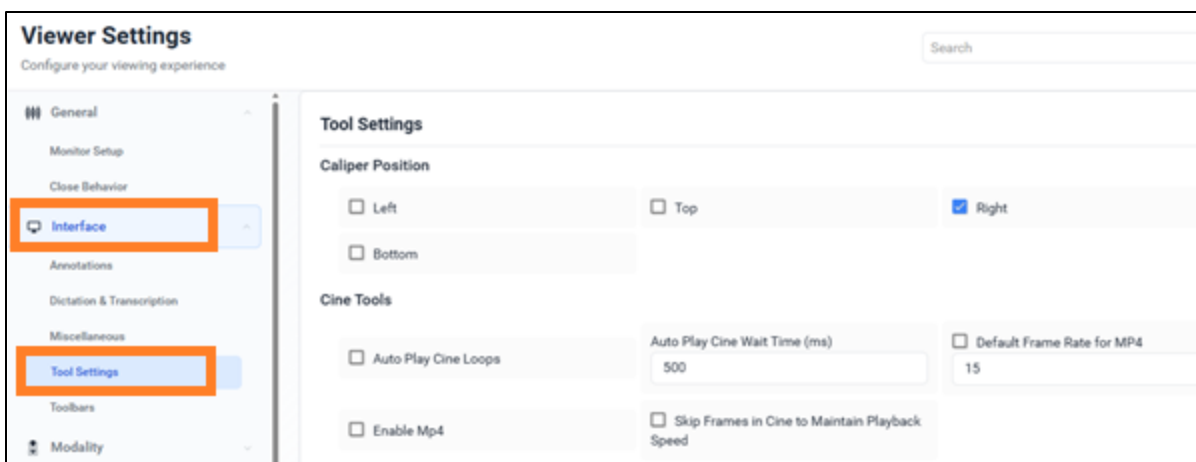 Viewer Settings
Configure your viewing experience
Search
General
Monitor Setup
Close Behavior
Interface
Annotations
Dictation & Transcription
Miscellaneous
Tool Settings
Toolbars
Modality
Tool Settings
Caliper Position
Left
Top
Right
Bottom
Cine Tools
Auto Play Cine Loops
Auto Play Cine Wait Time (ms)
500
Default Frame Rate for MP4
15
Enable Mp4
Skip Frames in Cine to Maintain Playback
Speed